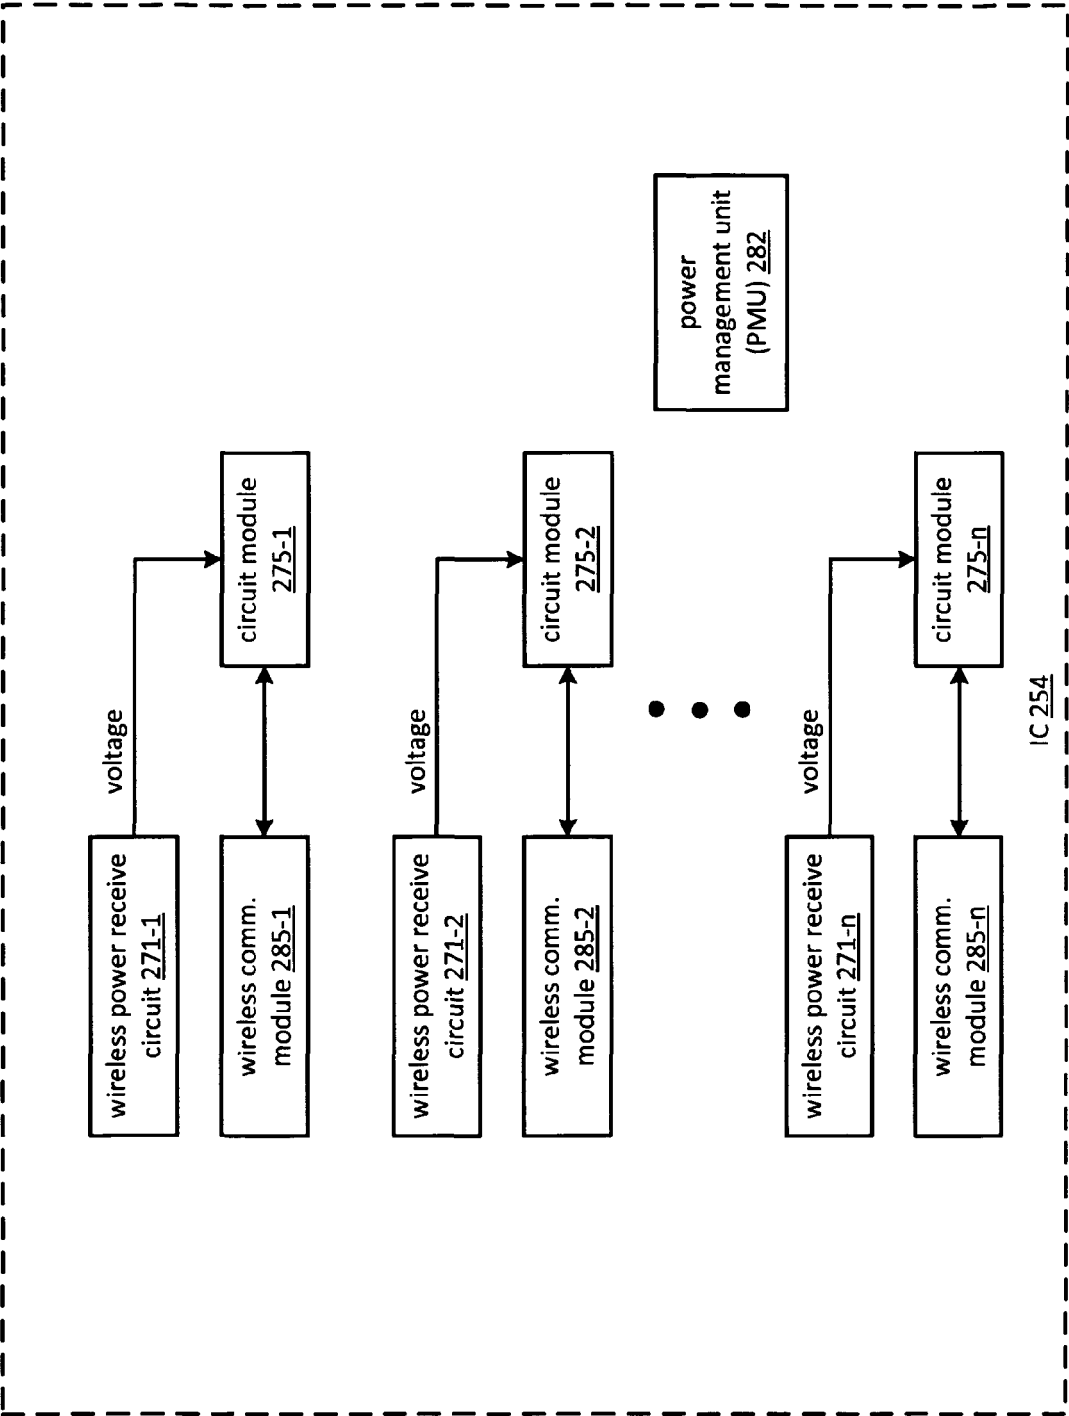 wireless power receive
circuit 271-1
voltage
wireless comm.
module 285-1
circuit module
275-1
wireless power receive
circuit 271-2
voltage
wireless comm.
module 285-2
circuit module
275-2
power
management unit
(PMU) 282
wireless power receive
circuit 271-n
voltage
wireless comm.
module 285-n
circuit module
275-n
IC 254